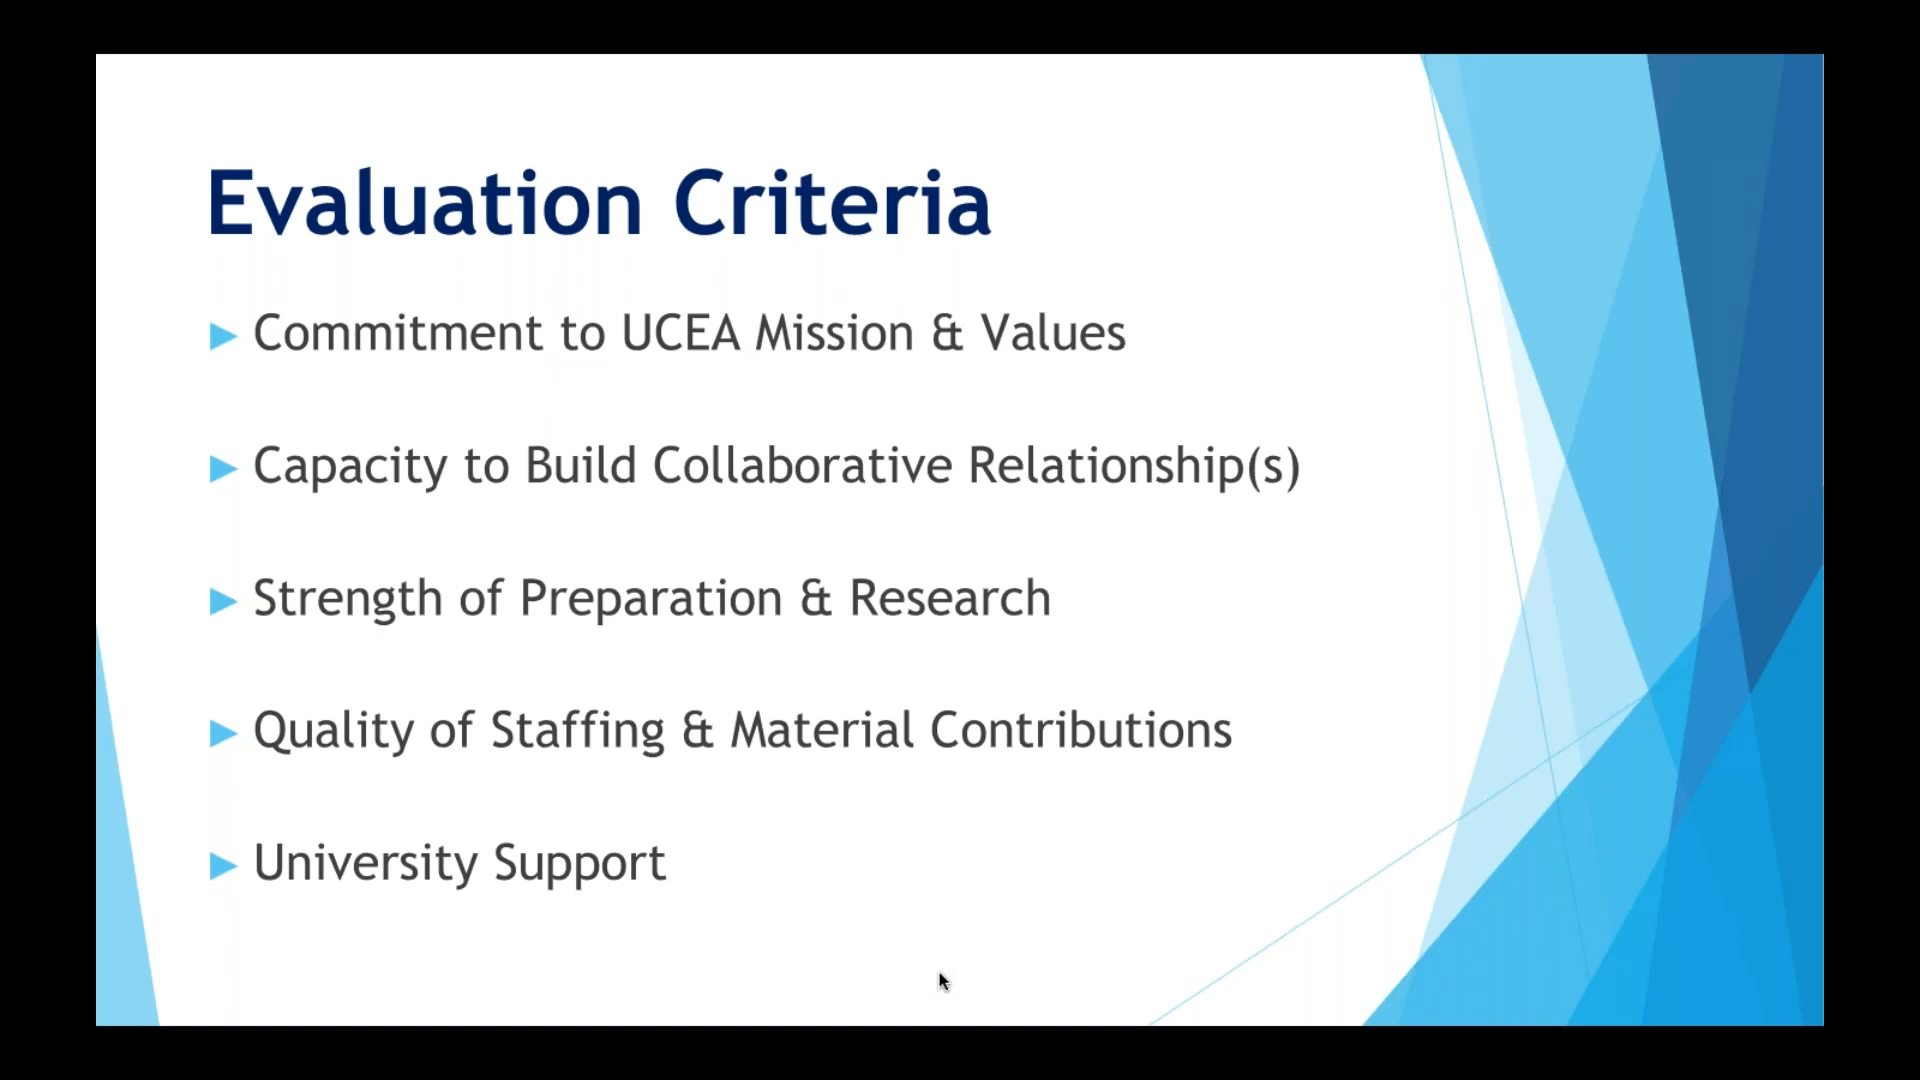 Evaluation Criteria
Commitment to UCEA Mission & Values
Capacity to Build Collaborative Relationship(s)
Strength of Preparation & Research
Quality of Staffing & Material Contributions
University Support